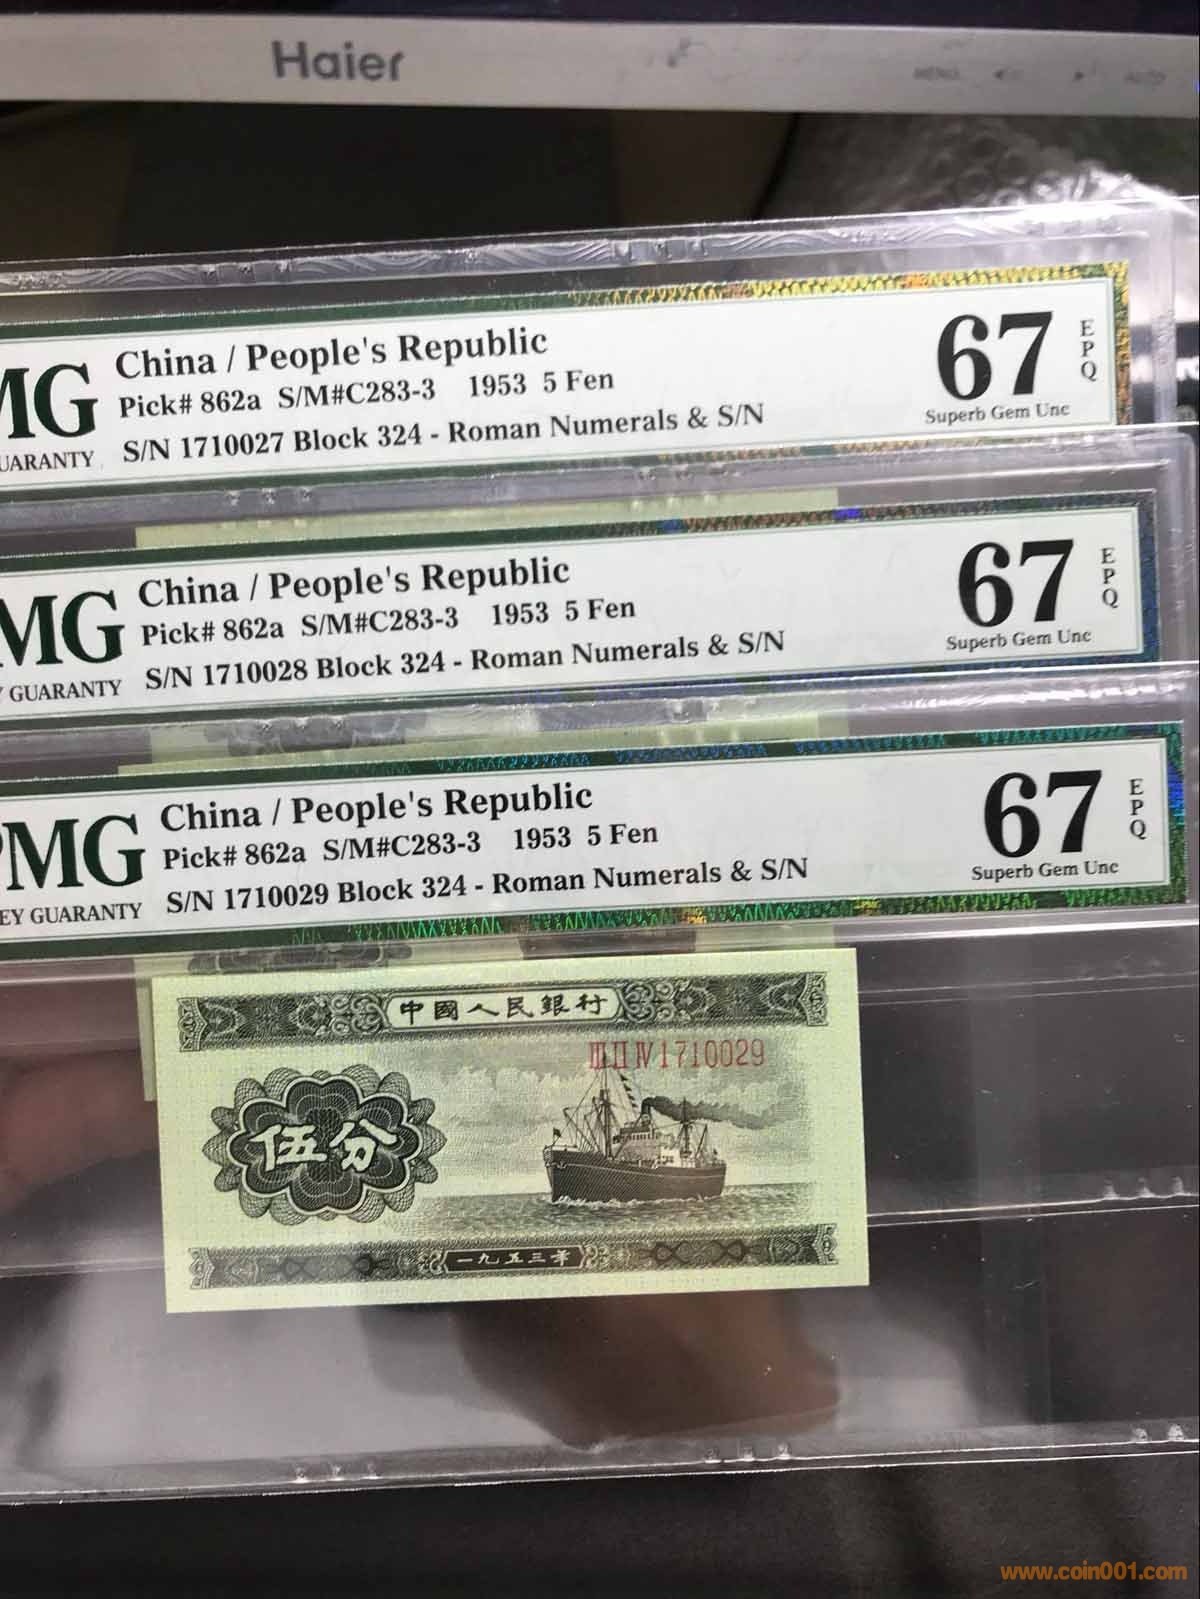 Haier
MENU
AUTO
MG
China / People's Republic
Pick# 862a S/M#C283-3 1953 5 Fen
S/N 1710027 Block 324 - Roman Numerals & S/N
UARANTY
67
EPQ
Superb Gem Unc
MG
China / People's Republic
Pick# 862a S/M#C283-3 1953 5 Fen
S/N 1710028 Block 324 - Roman Numerals & S/N
Y GUARANTY
67
EPQ
Superb Gem Unc
PMG
China / People's Republic
Pick# 862a S/M#C283-3 1953 5 Fen
S/N 1710029 Block 324 - Roman Numerals & S/N
EY GUARANTY
67
EPQ
Superb Gem Unc
中國人民銀行
ⅢⅡⅣ1710029
伍分
一九五三年
www.coin001.com